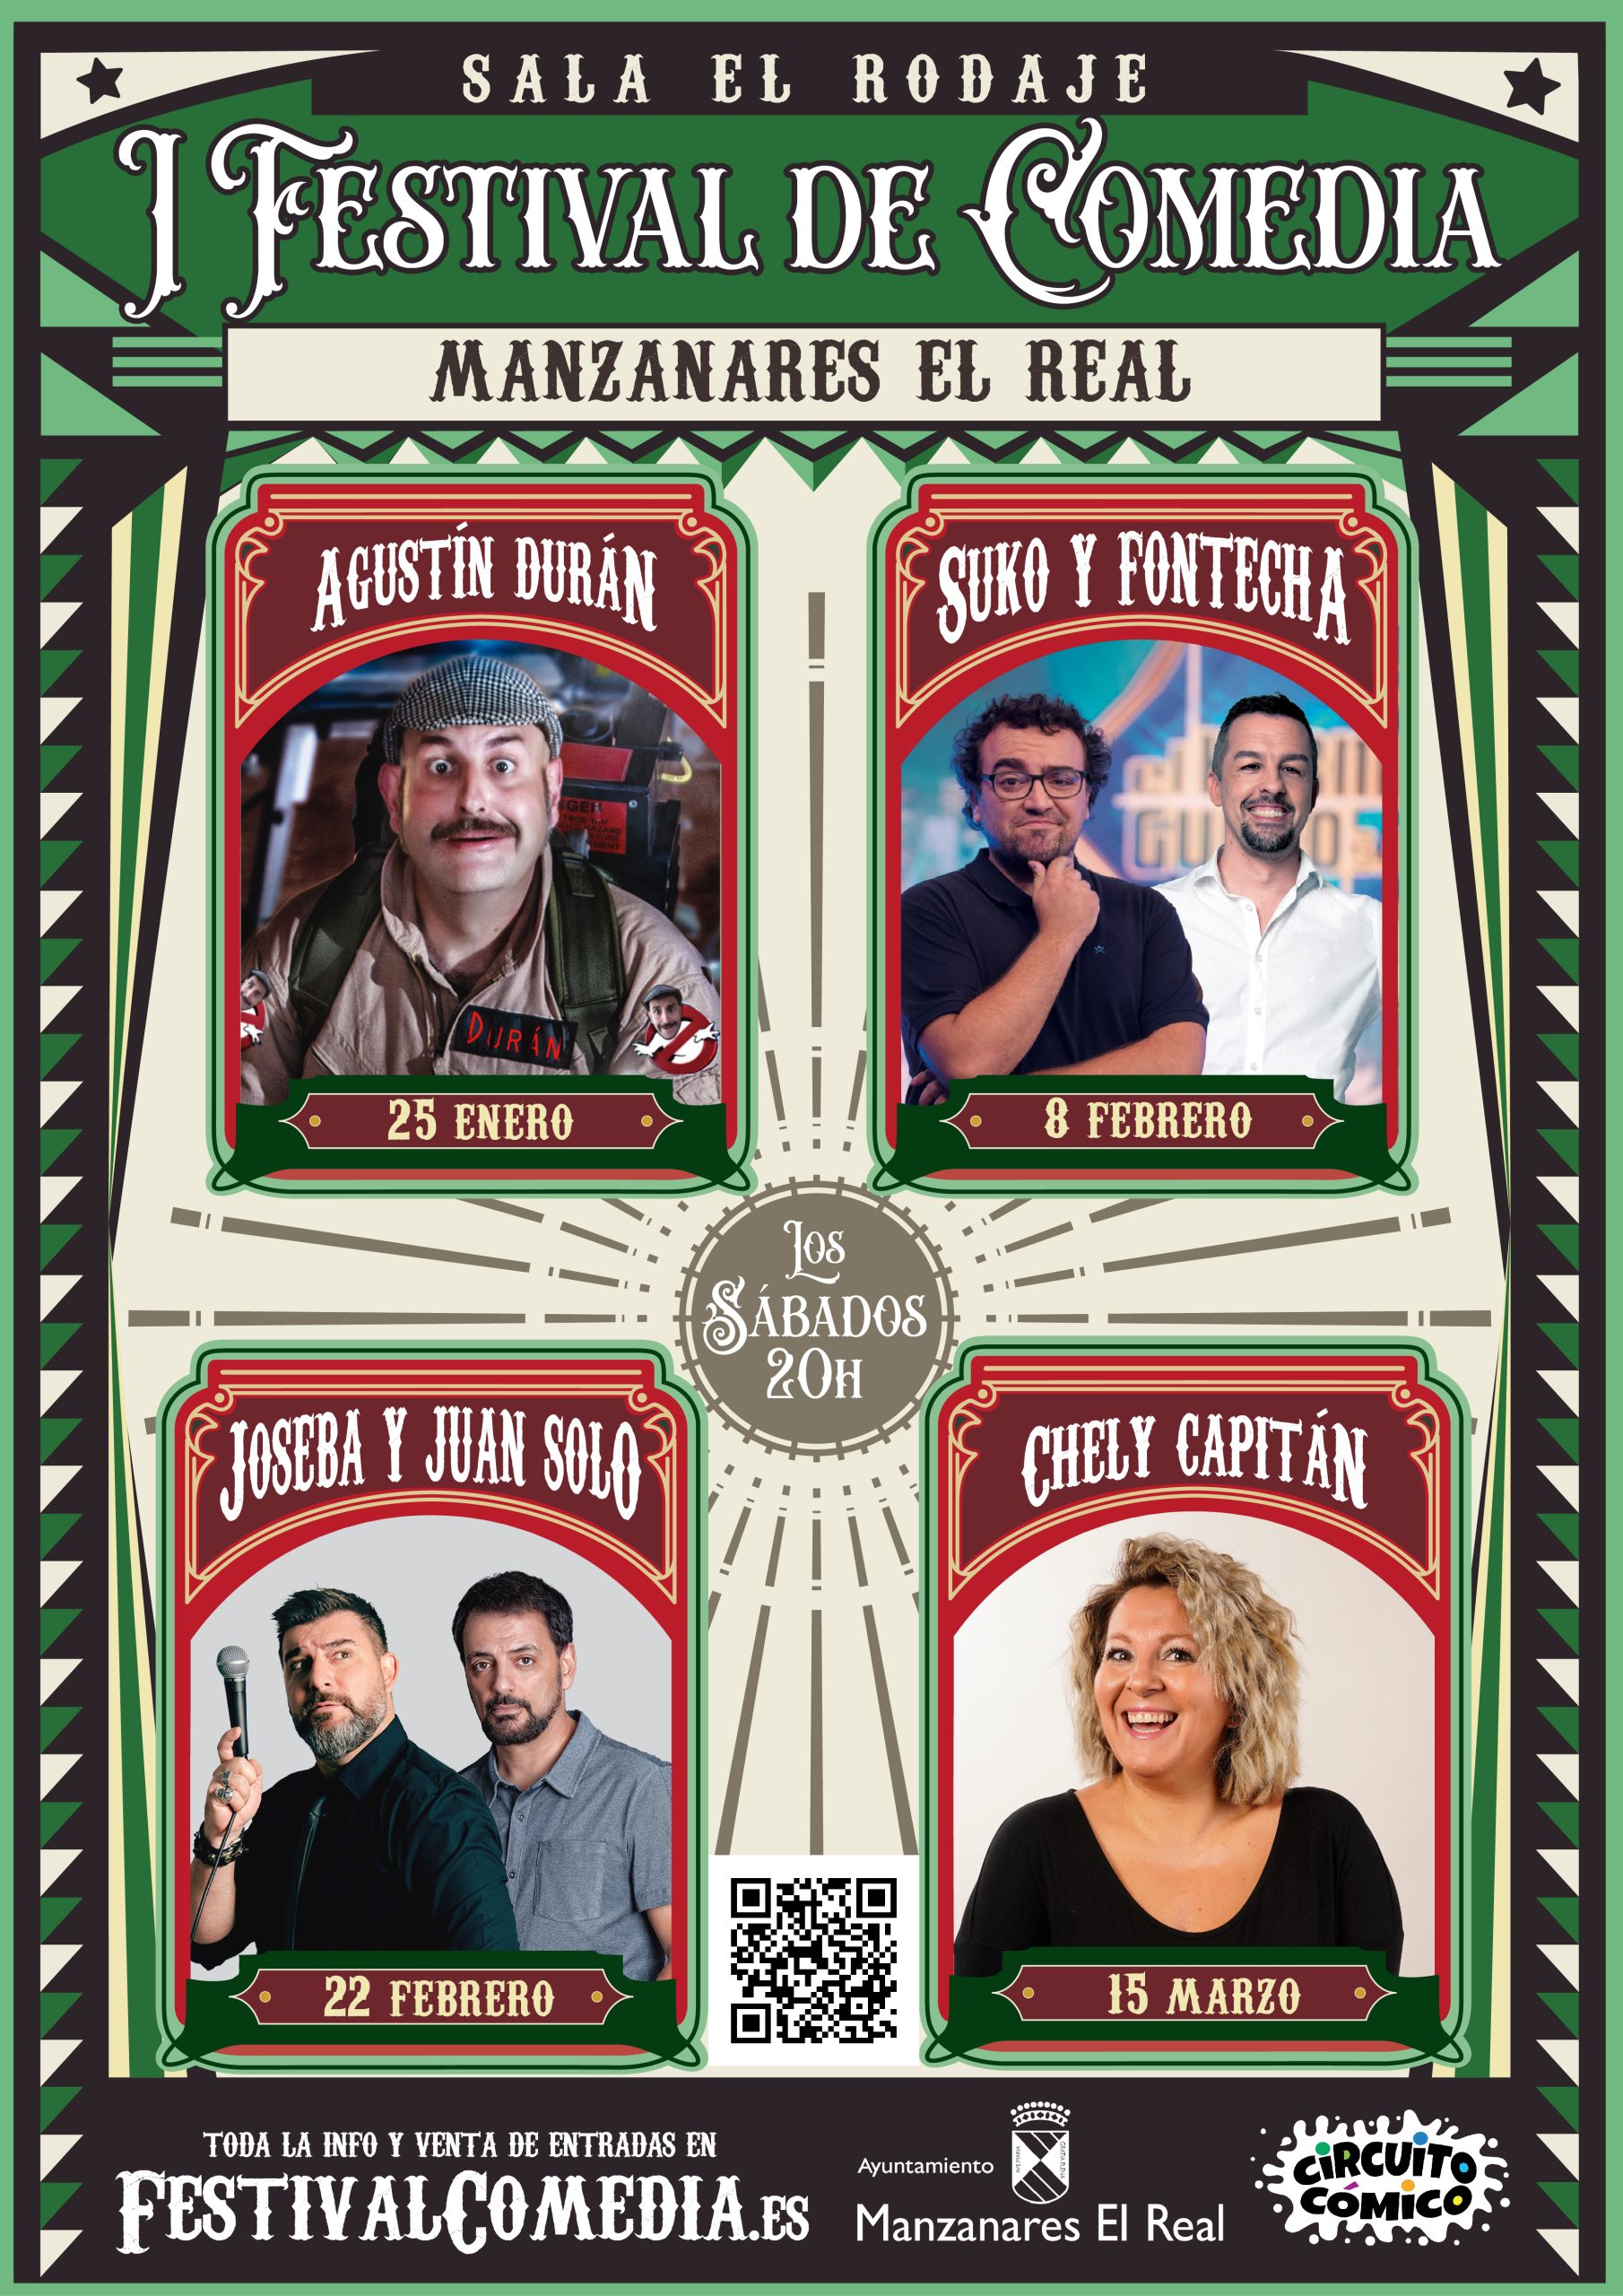 SALA EL RODAJE
I FESTIVAL DE COMEDIA
MANZANARES EL REAL
AGUSTÍN DURÁN
DURÁN
25 ENERO
SUKO Y FONTECHA
8 FEBRERO
LOS
SÁBADOS
20H
JOSEBA Y JUAN SOLO
22 FEBRERO
CHELY CAPITÁN
15 MARZO
TODA LA INFO Y VENTA DE ENTRADAS EN
FESTIVALCOMEDIA.ES
Ayuntamiento
Manzanares El Real
CiRCUiTO
CÓMiCO